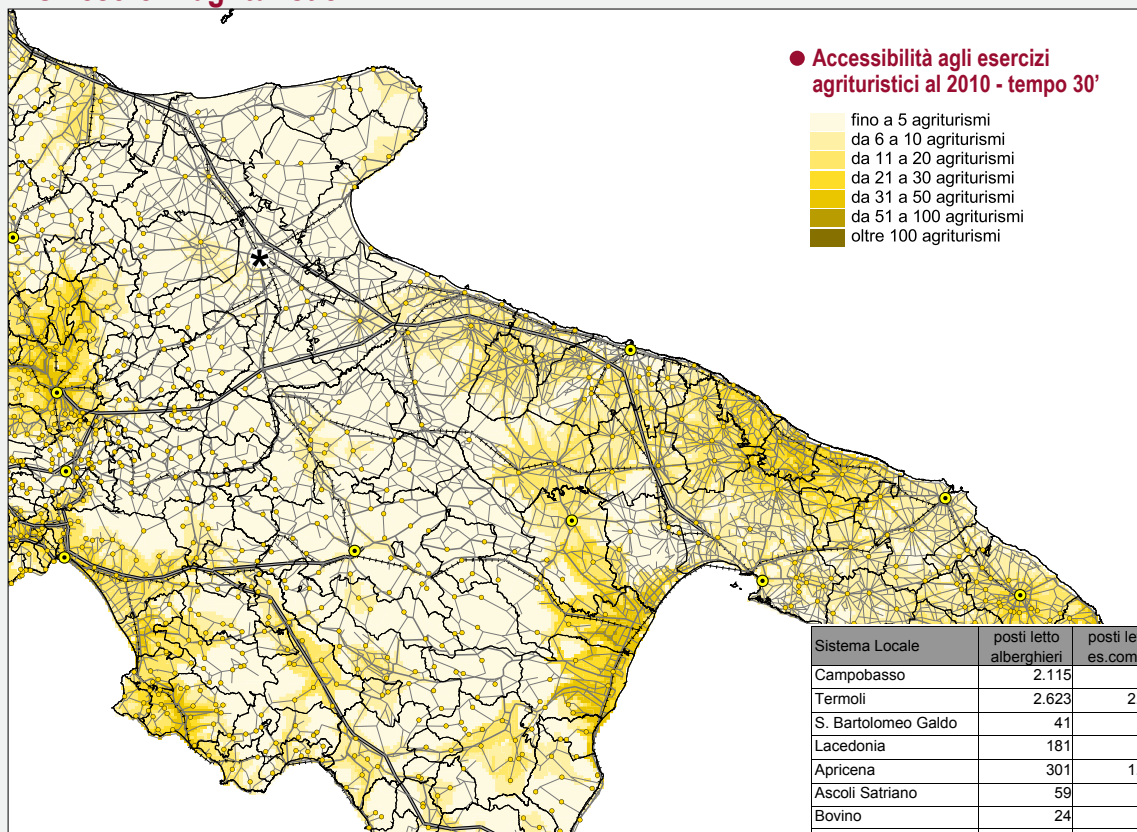 Accessibilità agli esercizi
agrituristici al 2010 - tempo 30’
fino a 5 agriturismi
da 6 a 10 agriturismi
da 11 a 20 agriturismi
da 21 a 30 agriturismi
da 31 a 50 agriturismi
da 51 a 100 agriturismi
oltre 100 agriturismi
*
Sistema Locale posti letto alberghieri
Campobasso 2.115
Termoli 2.623
S. Bartolomeo Galdo 41
Lacedonia 181
Apricena 301
Ascoli Satriano 59
Bovino 24